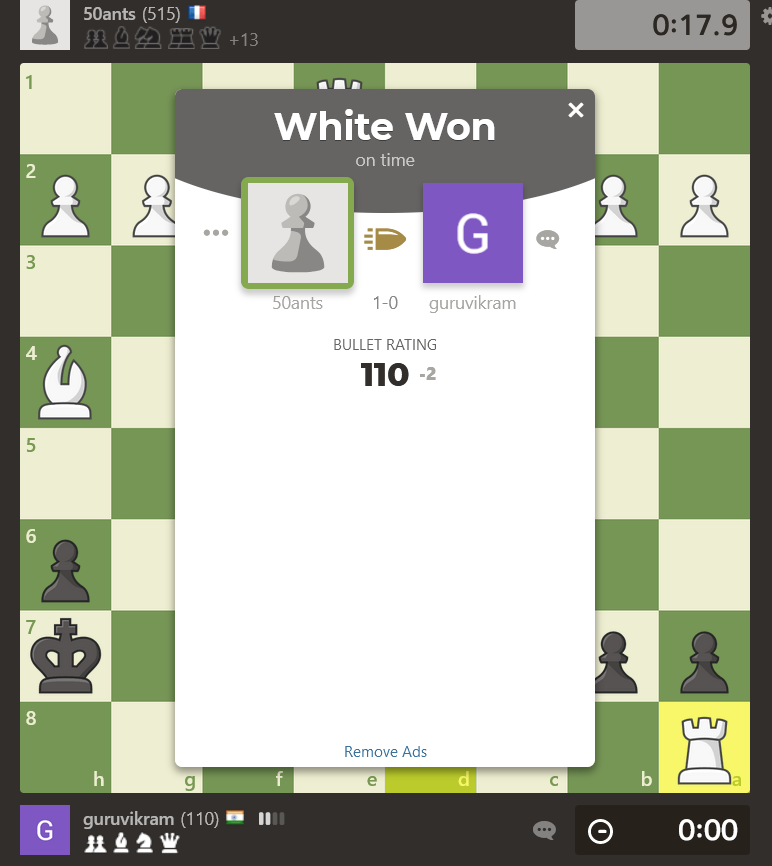 50ants (515)
+13
0:17.9
1
White Won
on time
2
G
3
50ants
1-0
guruvikram
BULLET RATING
4
110 -2
5
6
7
8
Remove Ads
h g f e d c b a
G
guruvikram (110)
0:00